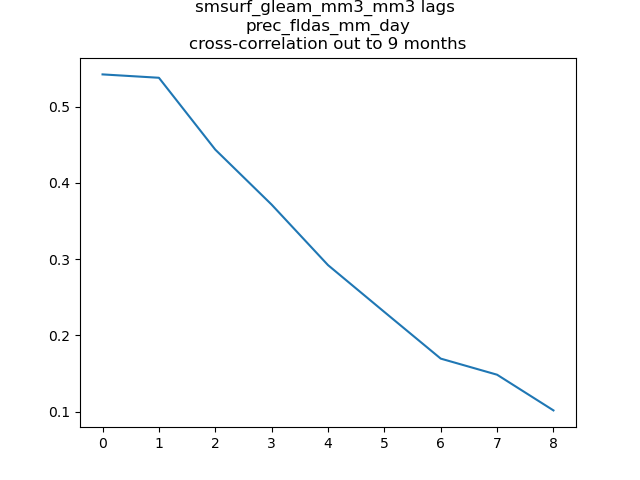 smsurf_gleam_mm3_mm3 lags
prec_fldas_mm_day
cross-correlation out to 9 months
0.5
0.4
0.3
0.2
0.1
0 1 2 3 4 5 6 7 8